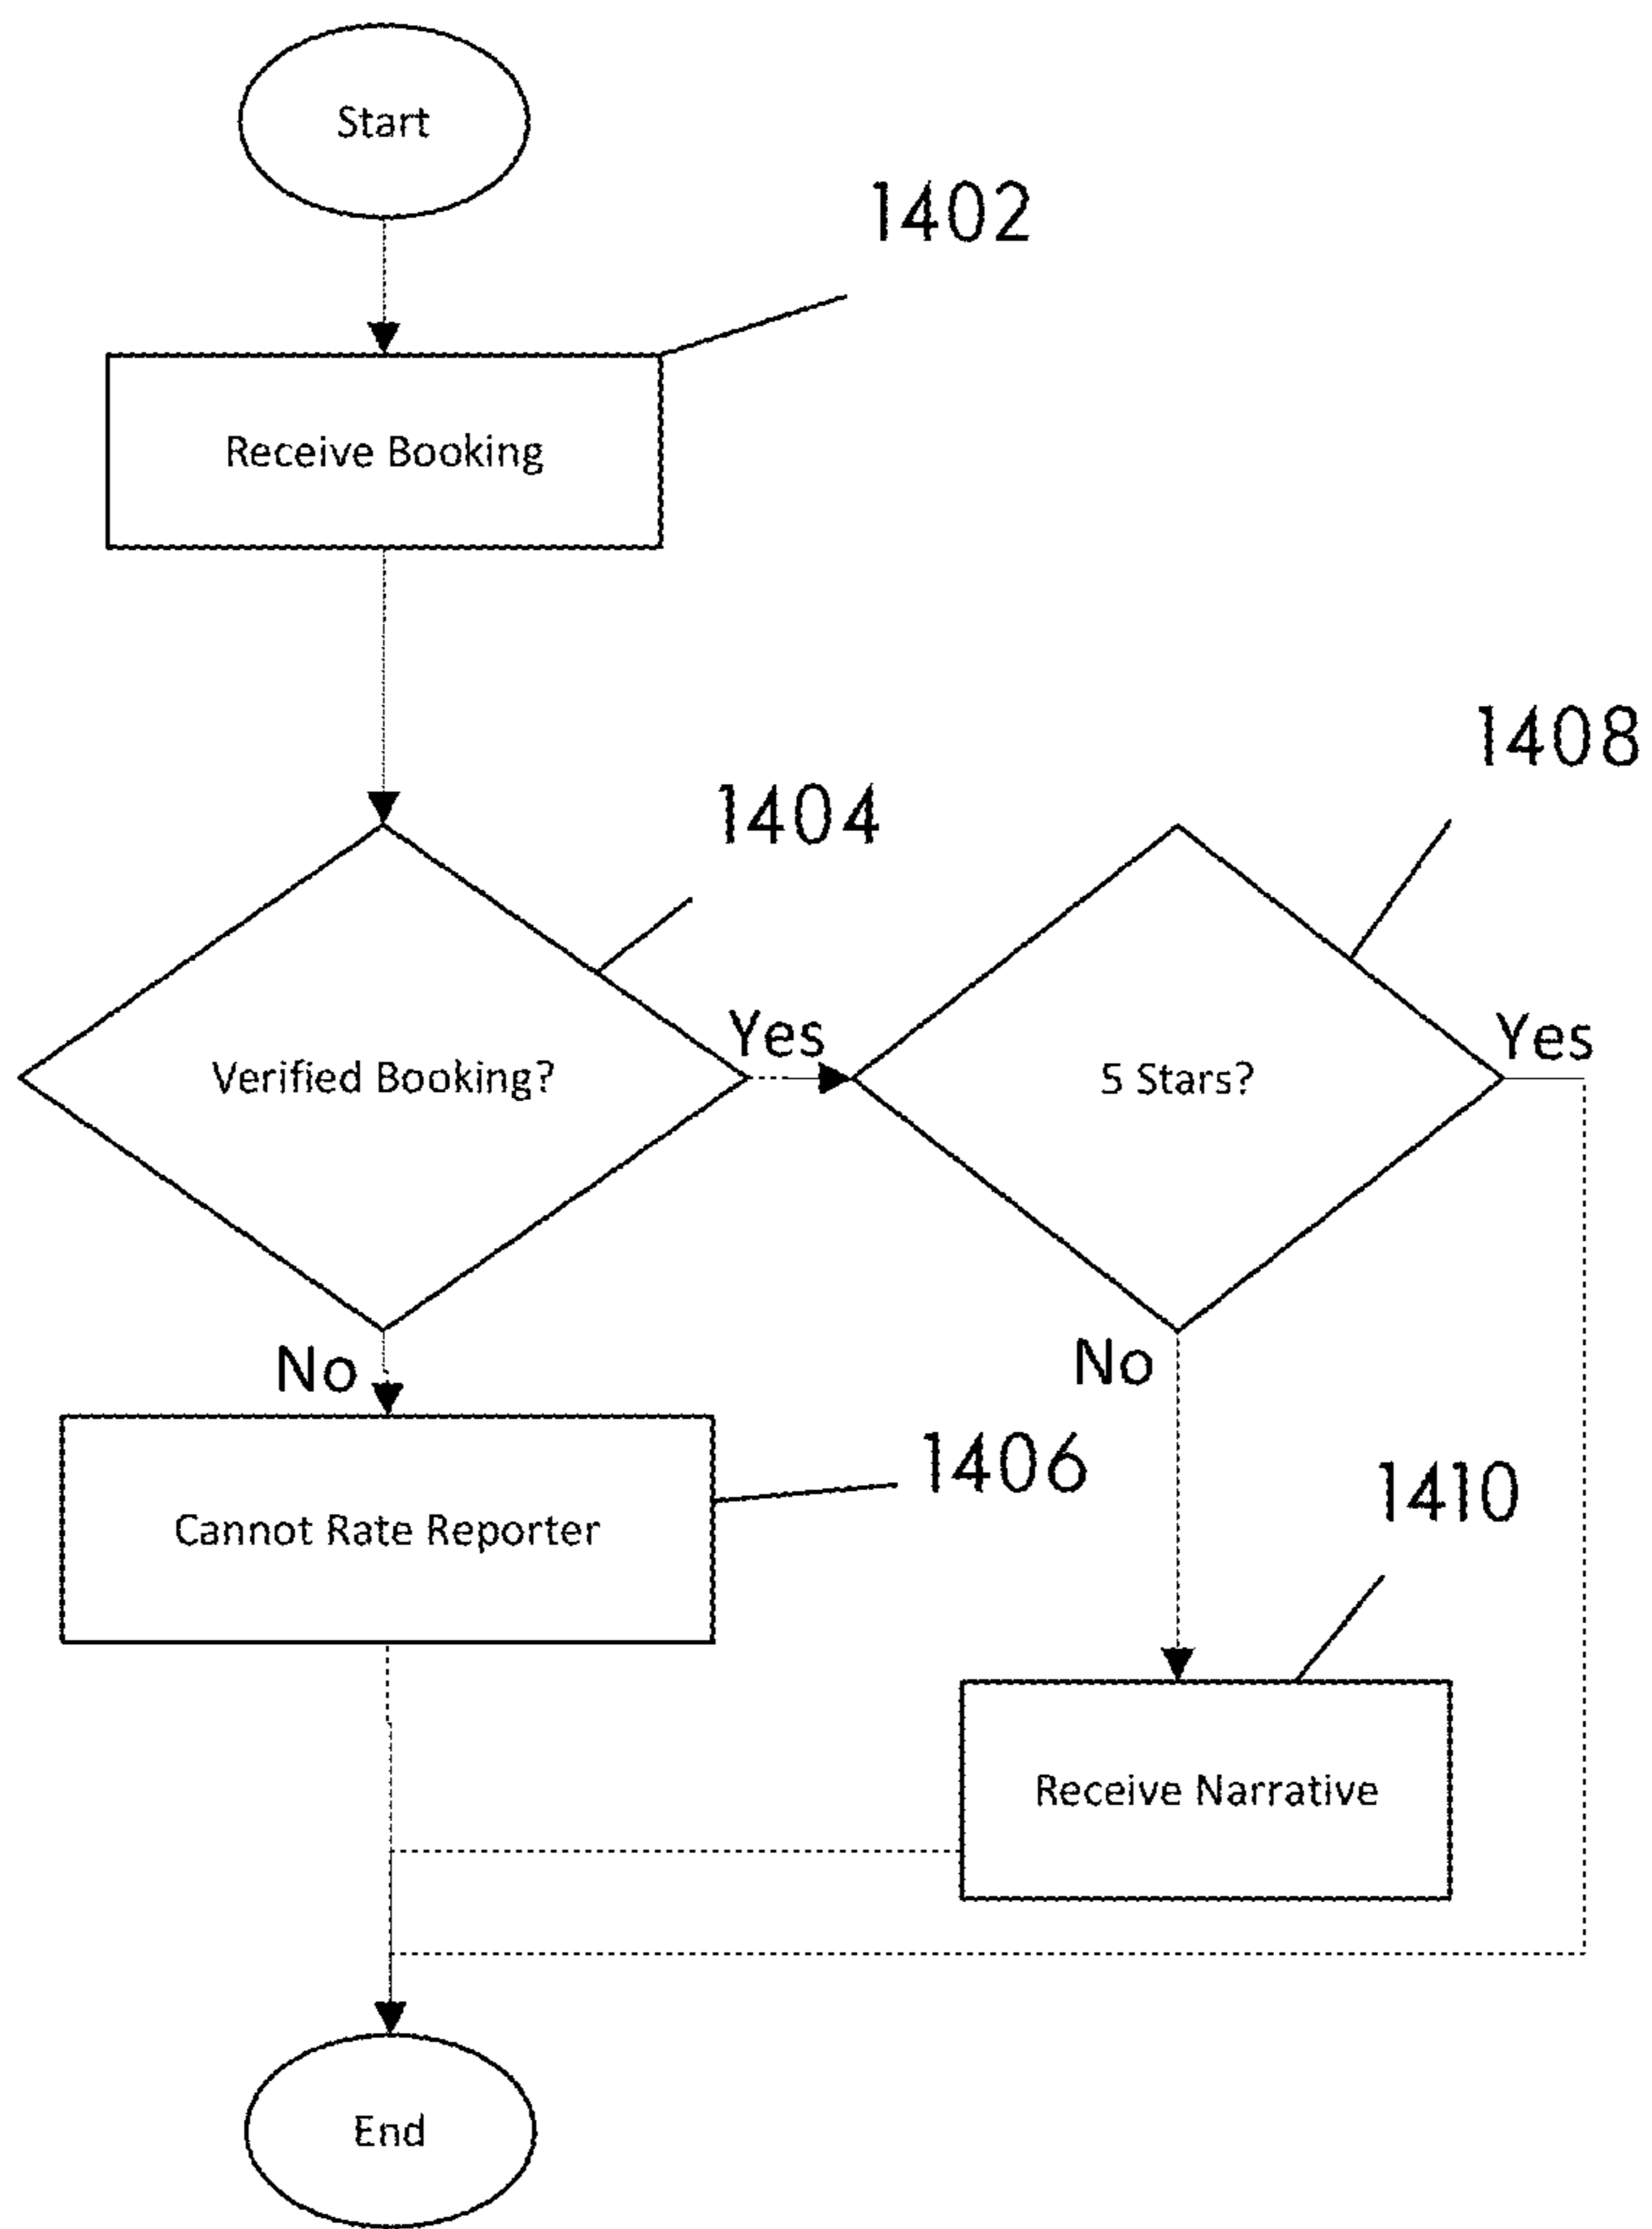 Start
1402
Receive Booking
1408
1404
Yes
Yes
Verified Booking?
5 Stars?
No
No
1406
1410
Cannot Rate Reporter
Receive Narrative
End